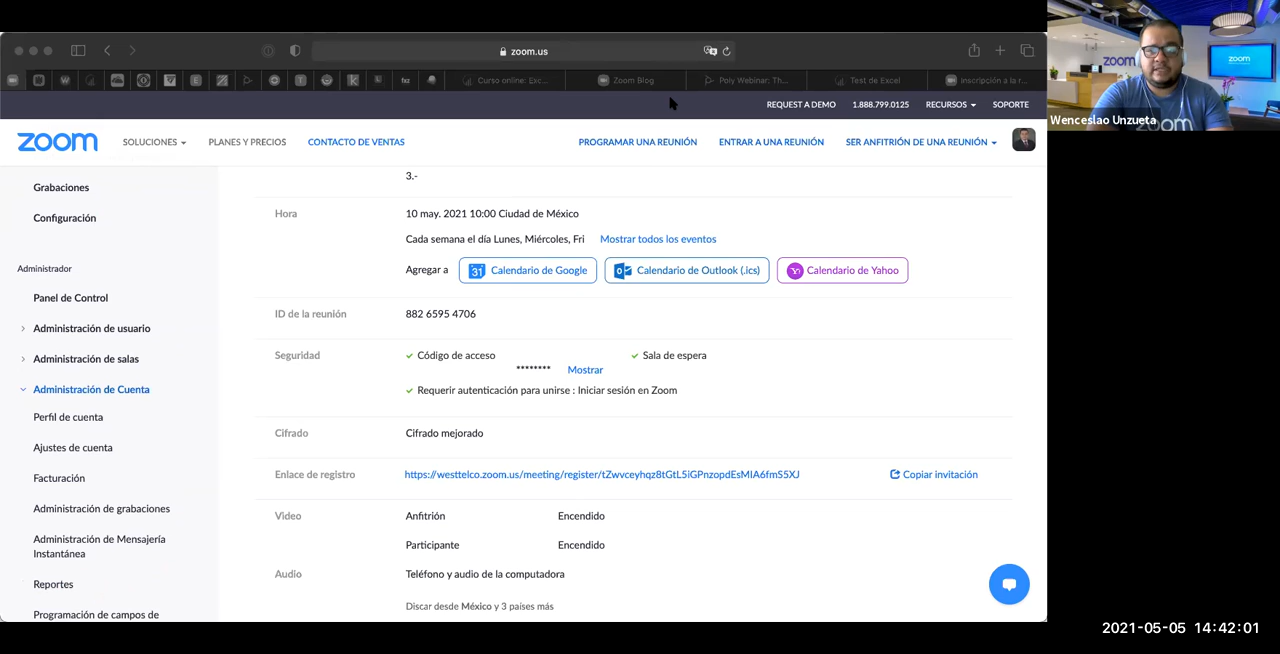 zoom.us
Curso online: Exc...
Zoom Blog
Poly Webinar: Th...
Test de Excel
Inscripción a la r...
REQUEST A DEMO 1.888.799.0125 RECURSOS SOPORTE
zoom SOLUCIONES PLANES Y PRECIOS CONTACTO DE VENTAS PROGRAMAR UNA REUNIÓN ENTRAR A UNA REUNIÓN SER ANFITRIÓN DE UNA REUNIÓN
Grabaciones
Configuración
Administrador
Panel de Control
Administración de usuario
Administración de salas
Administración de Cuenta
Perfil de cuenta
Ajustes de cuenta
Facturación
Administración de grabaciones
Administración de Mensajería
Instantánea
Reportes
Programación de campos de
3.-
Hora 10 may. 2021 10:00 Ciudad de México
Cada semana el día Lunes, Miércoles, Fri Mostrar todos los eventos
Agregar a 31 Calendario de Google Calendario de Outlook (.ics) Calendario de Yahoo
ID de la reunión 882 6595 4706
Seguridad Código de acceso Sala de espera
******** Mostrar
Requerir autenticación para unirse : Iniciar sesión en Zoom
Cifrado Cifrado mejorado
Enlace de registro https://westtelco.zoom.us/meeting/register/tZwvceyhqz8tGtL5iGPnzopdEsMIA6fmS5XJ Copiar invitación
Video Anfitrión Encendido
Participante Encendido
Audio Teléfono y audio de la computadora
Discar desde México y 3 países más
zoom
zoom
zoom
Wenceslao Unzueta
2021-05-05 14:42:01